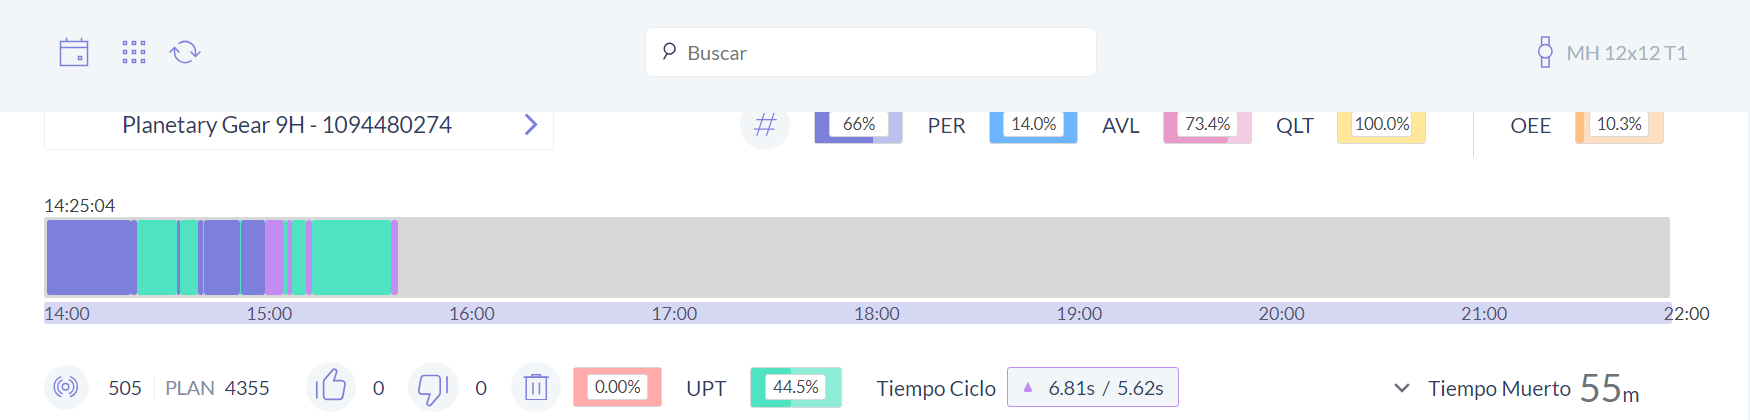 Buscar
MH 12x12 T1
Planetary Gear 9H - 1094480274
# 66% PER 14.0% AVL 73.4% QLT 100.0% OEE 10.3%
14:25:04
14:00 15:00 16:00 17:00 18:00 19:00 20:00 21:00 22:00
505 PLAN 4355 0 0 0.00% UPT 44.5% Tiempo Ciclo ▲ 6.81s / 5.62s Tiempo Muerto 55m